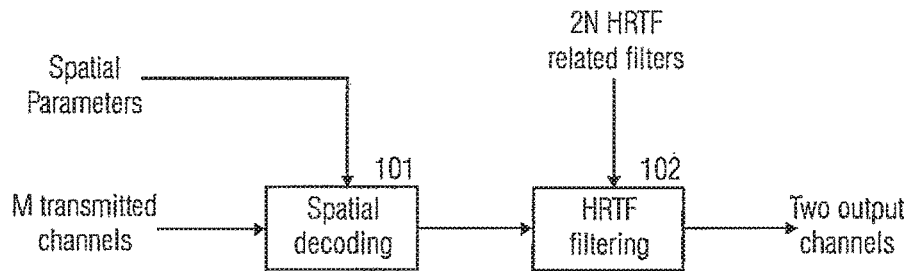 2N HRTF
related filters
Spatial
Parameters
101
102
M transmitted
channels
Spatial
decoding
HRTF
filtering
Two output
channels